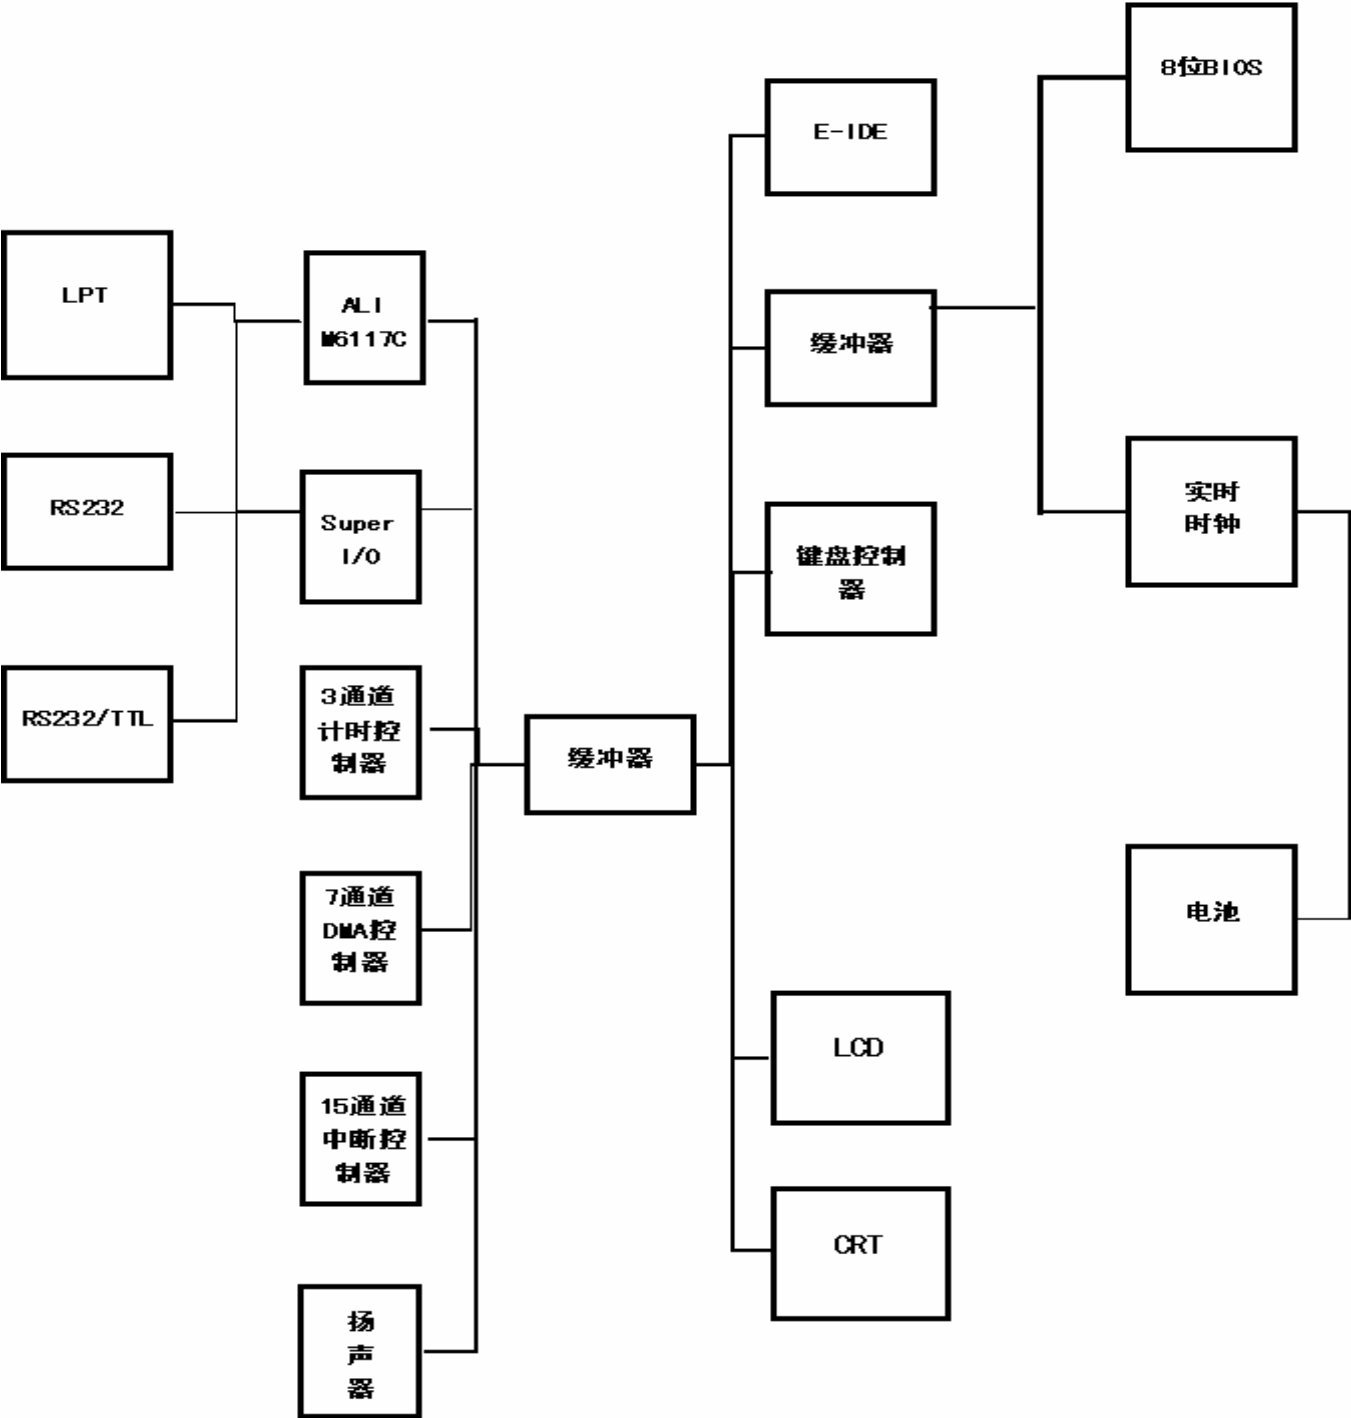 8位BIOS
E-IDE
LPT
ALI
M6117C
缓冲器
RS232
Super
I/O
键盘控制
器
实时
时钟
RS232/TTL
3通道
计时控
制器
缓冲器
7通道
DMA控
制器
电池
LCD
15通道
中断控
制器
CRT
扬
声
器